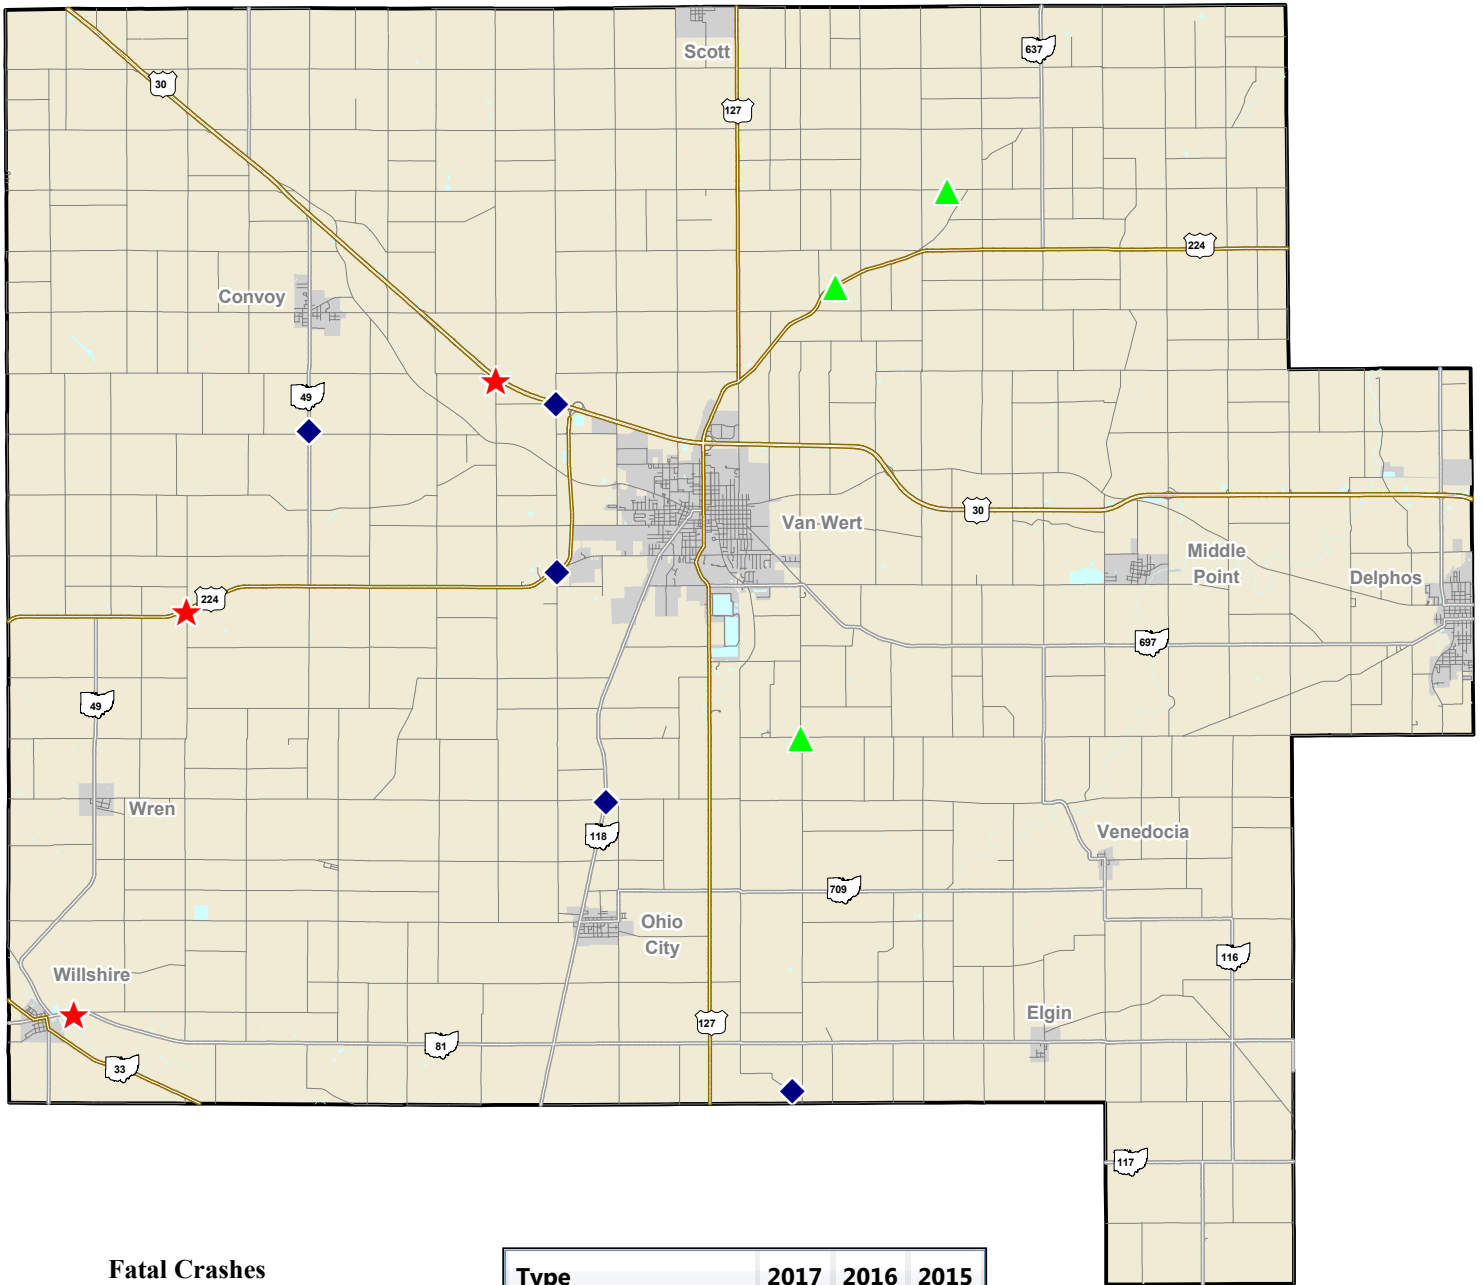 Scott
637
30
127
224
Convoy
49
Van Wert
30
Middle
Point
Delphos
224
697
49
Wren
118
Venedocia
709
Ohio
City
116
Willshire
Elgin
127
81
33
117
Fatal Crashes
Type 2017 2016 2015